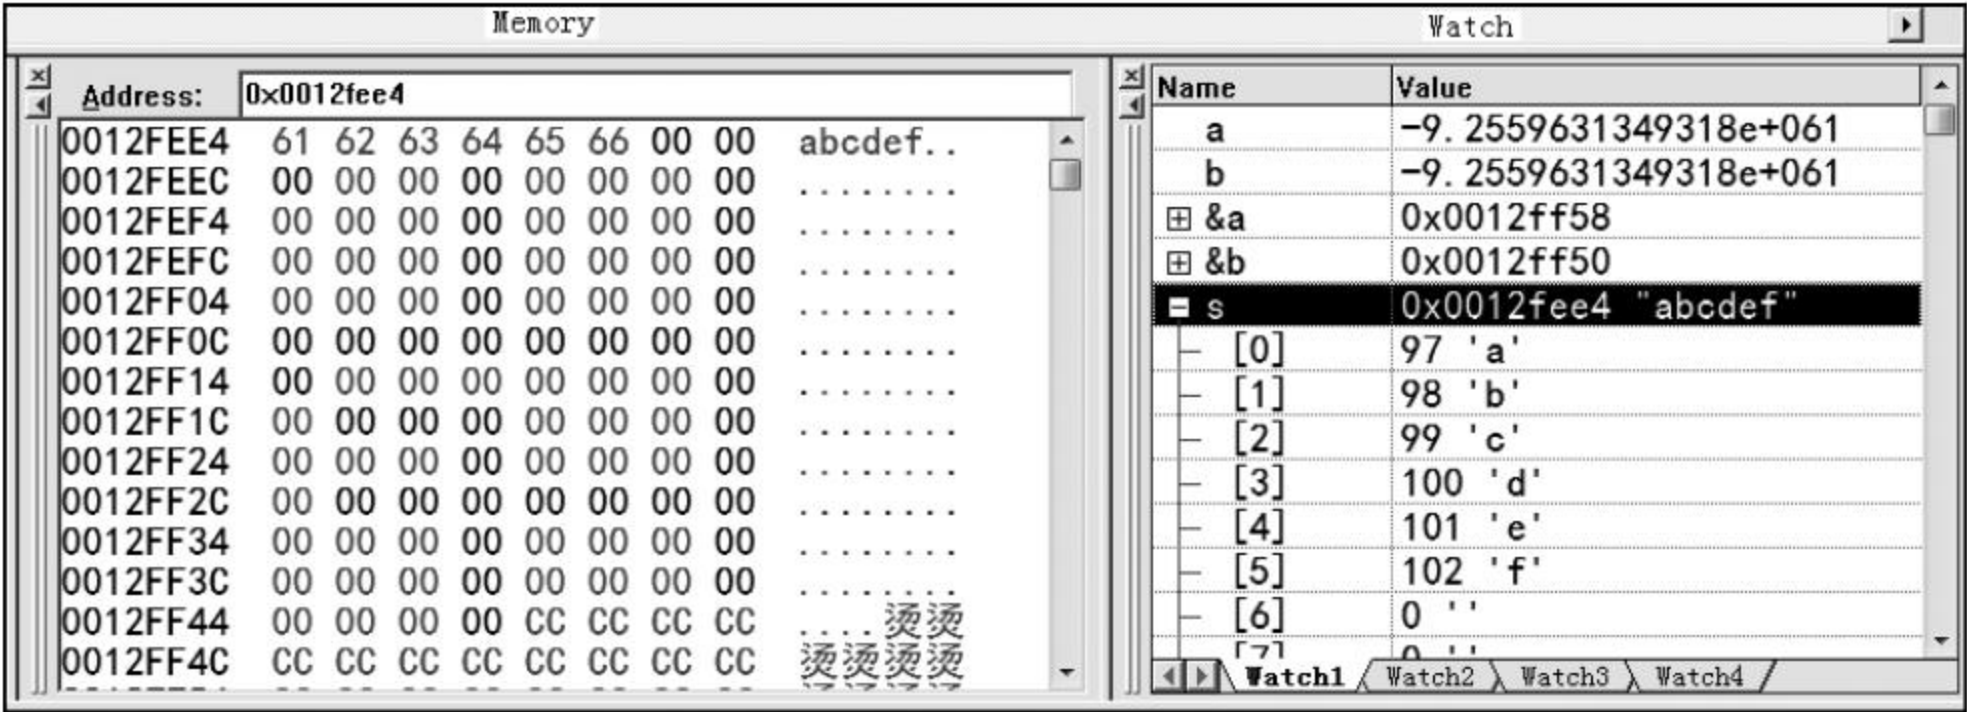 Memory
Address: 0x0012fee4
0012FEE4 61 62 63 64 65 66 00 00 abcdef..
0012FEEC 00 00 00 00 00 00 00 00 ........
0012FEF4 00 00 00 00 00 00 00 00 ........
0012FEFC 00 00 00 00 00 00 00 00 ........
0012FF04 00 00 00 00 00 00 00 00 ........
0012FF0C 00 00 00 00 00 00 00 00 ........
0012FF14 00 00 00 00 00 00 00 00 ........
0012FF1C 00 00 00 00 00 00 00 00 ........
0012FF24 00 00 00 00 00 00 00 00 ........
0012FF2C 00 00 00 00 00 00 00 00 ........
0012FF34 00 00 00 00 00 00 00 00 ........
0012FF3C 00 00 00 00 00 00 00 00 ........
0012FF44 00 00 00 00 CC CC CC CC ....烫烫
0012FF4C CC CC CC CC CC CC CC CC 烫烫烫烫
Watch
Name Value
a -9.2559631349318e+061
b -9.2559631349318e+061
&a 0x0012ff58
&b 0x0012ff50
s 0x0012fee4 "abcdef"
[0] 97 'a'
[1] 98 'b'
[2] 99 'c'
[3] 100 'd'
[4] 101 'e'
[5] 102 'f'
[6] 0 ''
[7] 0 ''
Watch1 Watch2 Watch3 Watch4